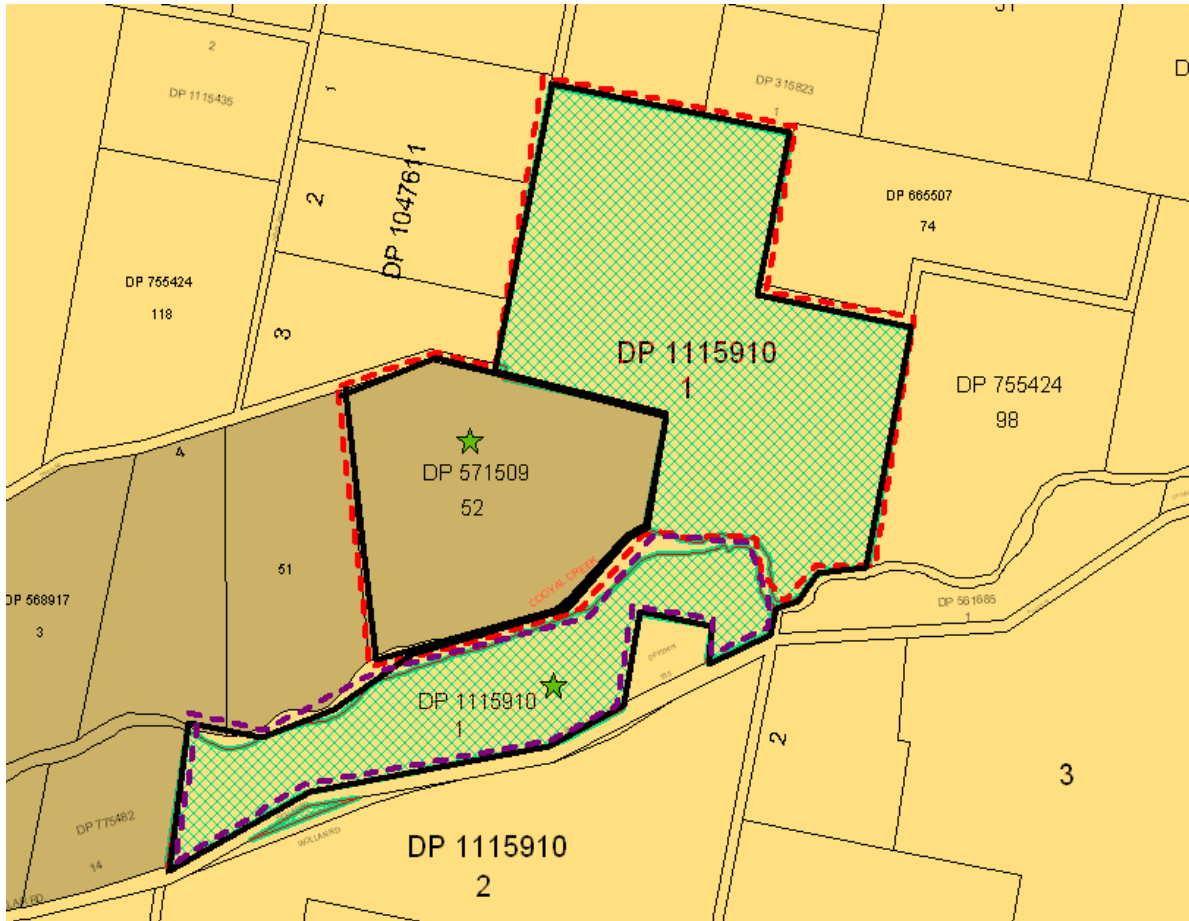 2
DP 1115435
1
DP 315823
1
2
DP 1047611
DP 665507
74
DP 755424
118
3
DP 1115910
1
DP 755424
98
4
DP 571509
52
51
COOYAL CREEK
DP 568917
3
DP 561685
1
DP 1115910
1
2
3
DP 775482
14
WOLLAR RD
DP 1115910
2